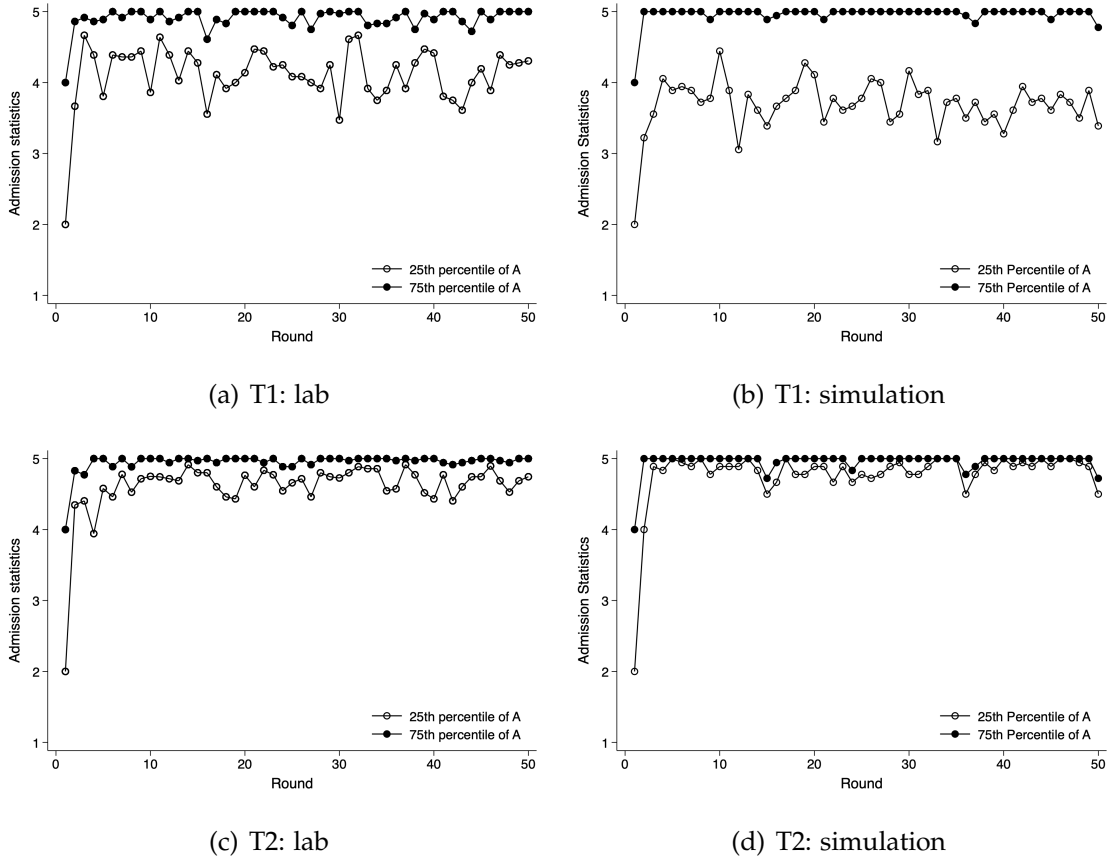 Admission statistics
5
4
3
2
1
0 10 20 30 40 50
Round
25th percentile of A
75th percentile of A
(a) T1: lab
Admission Statistics
5
4
3
2
1
0 10 20 30 40 50
Round
25th Percentile of A
75th Percentile of A
(b) T1: simulation
Admission statistics
5
4
3
2
1
0 10 20 30 40 50
Round
25th percentile of A
75th percentile of A
(c) T2: lab
Admission Statistics
5
4
3
2
1
0 10 20 30 40 50
Round
25th Percentile of A
75th Percentile of A
(d) T2: simulation